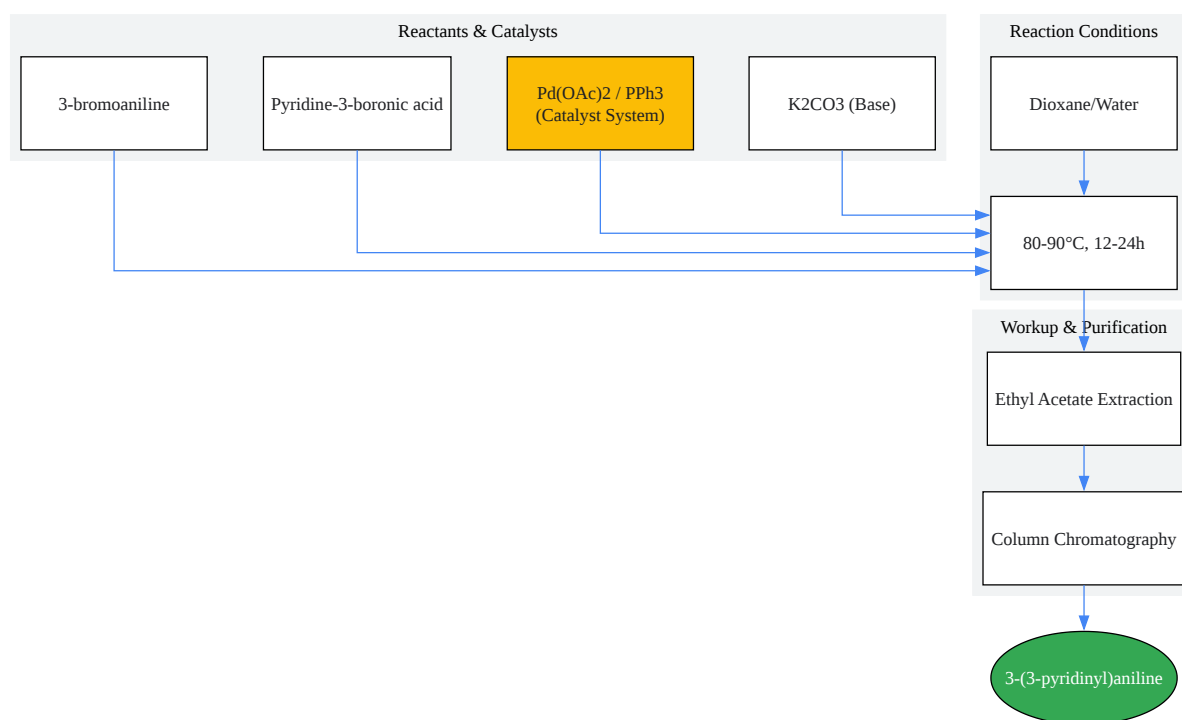 Reactants & Catalysts
3-bromoaniline
Pyridine-3-boronic acid
Pd(OAc)2 / PPh3
(Catalyst System)
K2CO3 (Base)
Reaction Conditions
Dioxane/Water
80-90°C, 12-24h
Workup & Purification
Ethyl Acetate Extraction
Column Chromatography
3-(3-pyridinyl)aniline